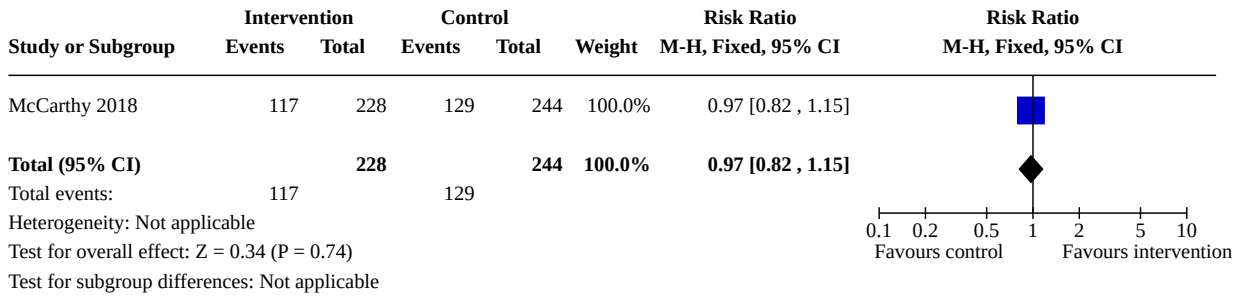 Intervention Control Risk Ratio Risk Ratio
Study or Subgroup Events Total Events Total Weight M-H, Fixed, 95% CI M-H, Fixed, 95% CI
McCarthy 2018 117 228 129 244 100.0% 0.97 [0.82 , 1.15]
Total (95% CI) 228 244 100.0% 0.97 [0.82 , 1.15]
Total events: 117 129
Heterogeneity: Not applicable
0.1 0.2 0.5 1 2 5 10
Test for overall effect: Z = 0.34 (P = 0.74) Favours control Favours intervention
Test for subgroup differences: Not applicable